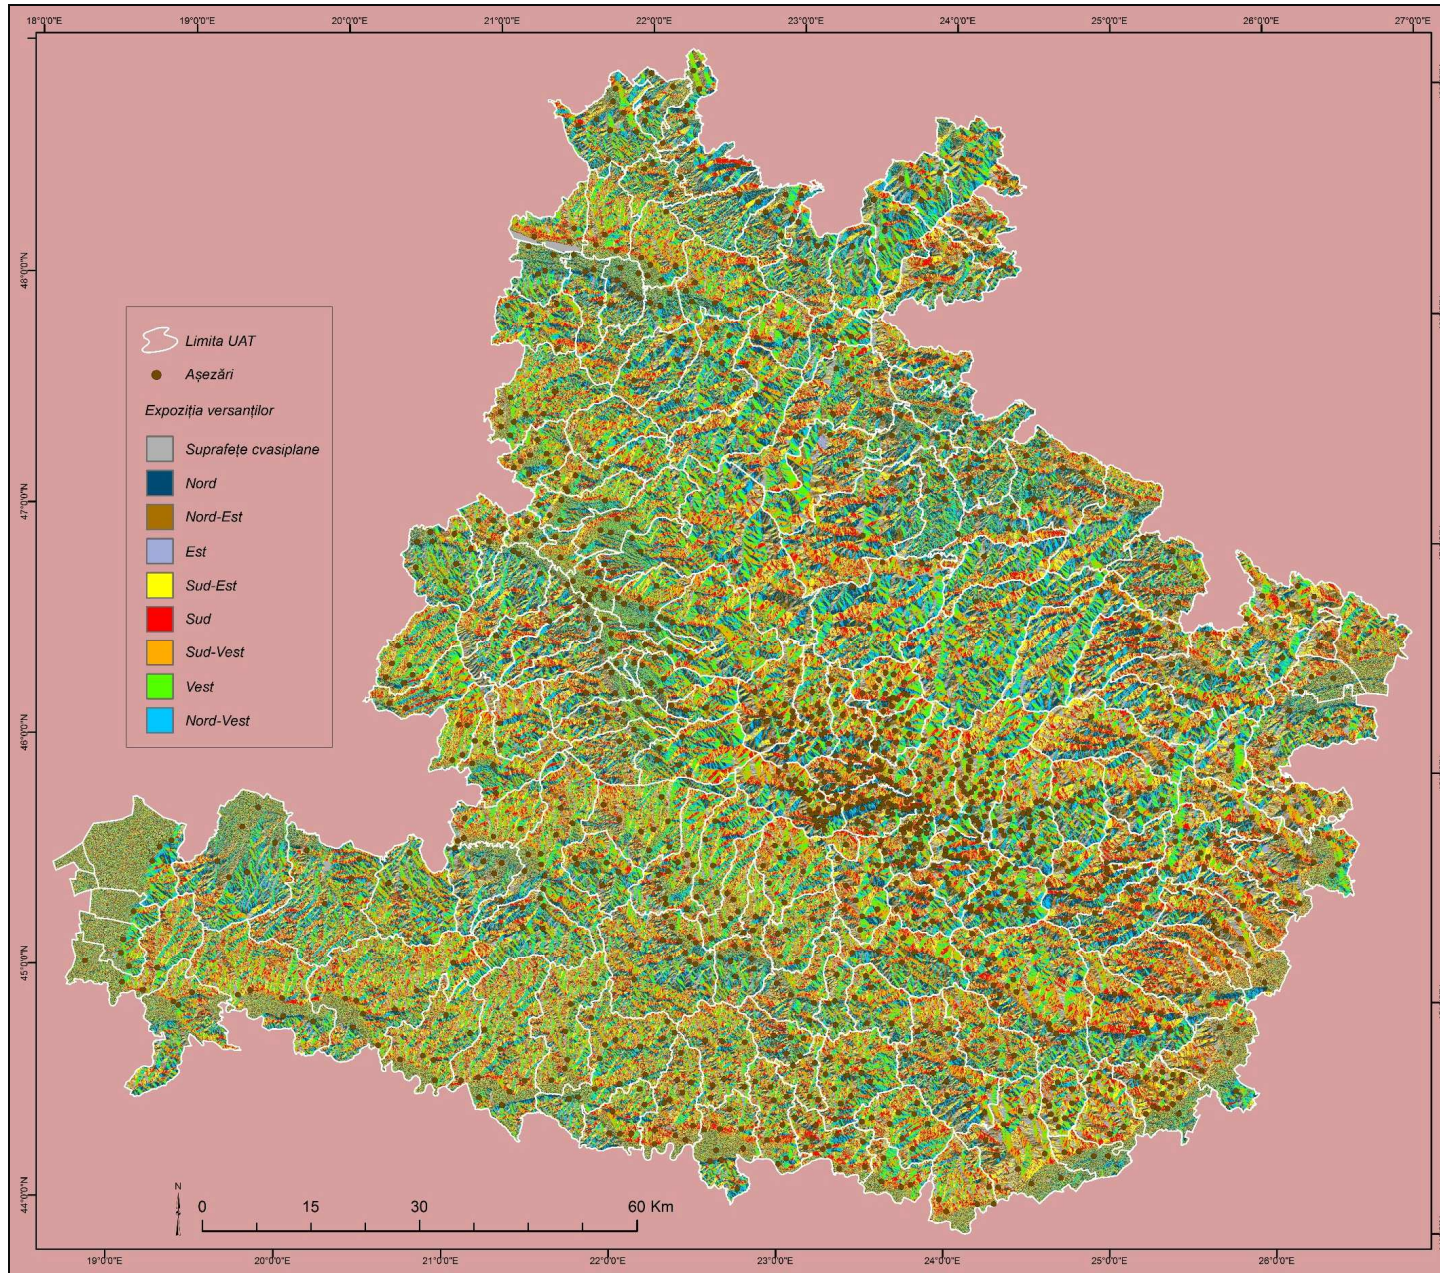 18°0'0"E 19°0'0"E 20°0'0"E 21°0'0"E 22°0'0"E 23°0'0"E 24°0'0"E 25°0'0"E 26°0'0"E 27°0'0"E
48°0'0"N
47°0'0"N
46°0'0"N
45°0'0"N
44°0'0"N
Limita UAT
Așezări
Expoziția versanților
Suprafețe cvasiplane
Nord
Nord-Est
Est
Sud-Est
Sud
Sud-Vest
Vest
Nord-Vest
N
0 15 30 60 Km
19°0'0"E 20°0'0"E 21°0'0"E 22°0'0"E 23°0'0"E 24°0'0"E 25°0'0"E 26°0'0"E